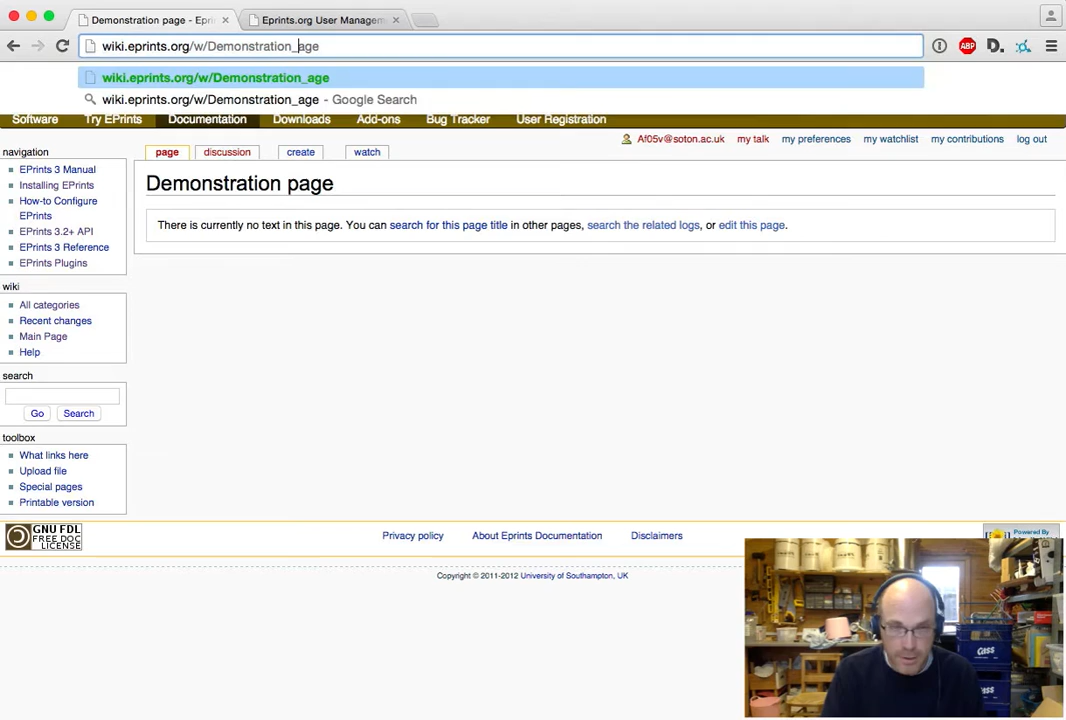 Demonstration page - Epri
Eprints.org User Managem
wiki.eprints.org/w/Demonstration_age
wiki.eprints.org/w/Demonstration_age
wiki.eprints.org/w/Demonstration_age - Google Search
ABP
D.
Software Try EPrints Documentation Downloads Add-ons Bug Tracker User Registration
Af05v@soton.ac.uk my talk my preferences my watchlist my contributions log out
page discussion create watch
navigation
EPrints 3 Manual
Installing EPrints
How-to Configure
EPrints
EPrints 3.2+ API
EPrints 3 Reference
EPrints Plugins
Demonstration page
There is currently no text in this page. You can search for this page title in other pages, search the related logs, or edit this page.
wiki
All categories
Recent changes
Main Page
Help
search
Go Search
toolbox
What links here
Upload file
Special pages
Printable version
GNU FDL
FREE DOC
LICENSE
Privacy policy About Eprints Documentation Disclaimers
Powered By
Copyright © 2011-2012 University of Southampton, UK
Cass
Cass